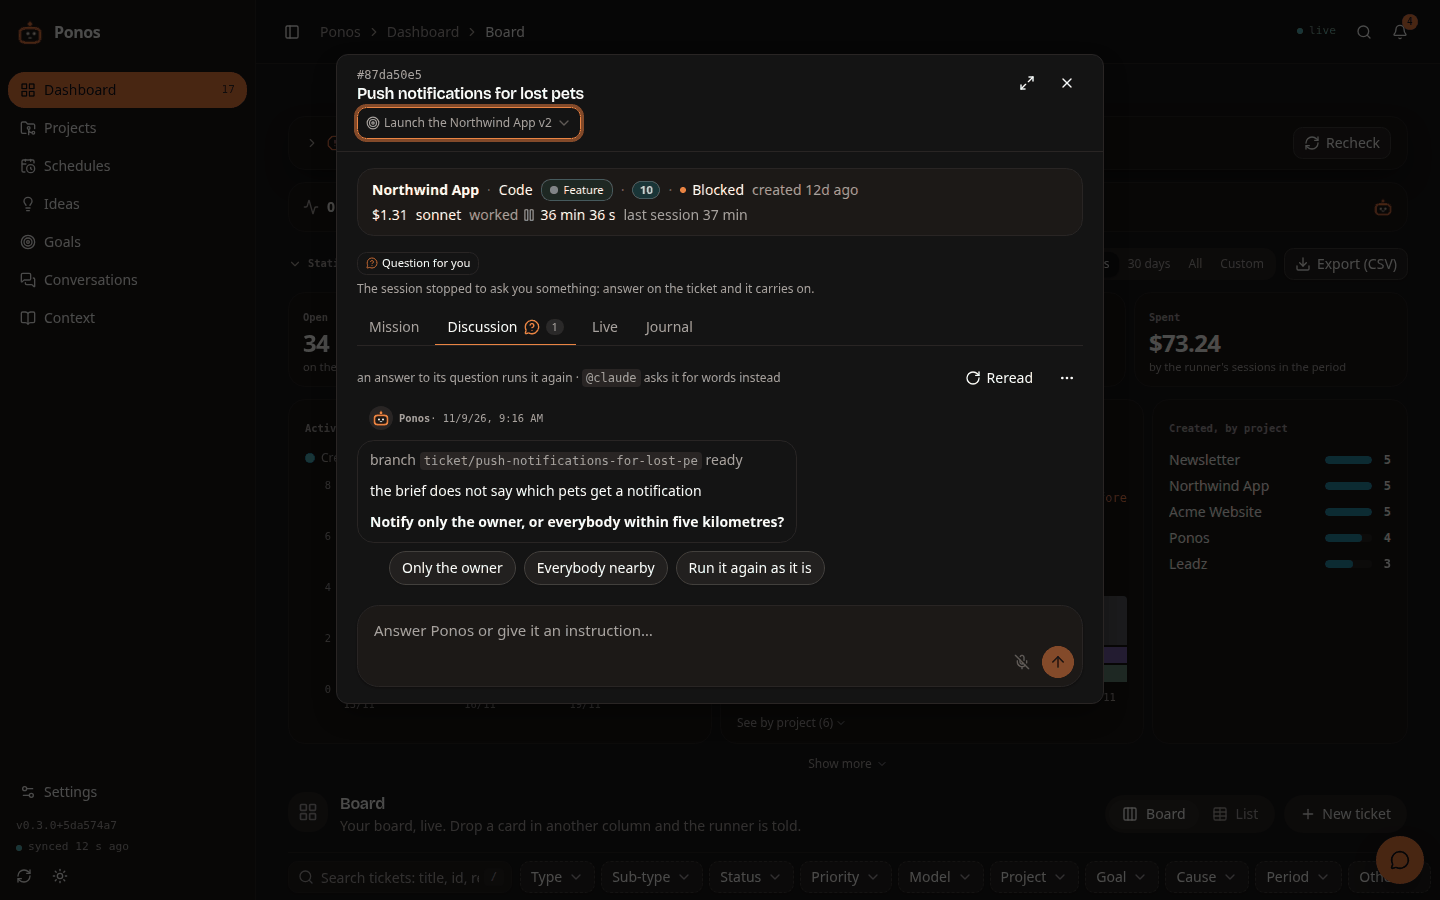 Ponos
Ponos > Dashboard > Board
live
4
Dashboard 17
Projects
Schedules
Ideas
Goals
Conversations
Context
Settings
v0.3.0+5da574a7
synced 12 s ago
#87da50e5
Push notifications for lost pets
Launch the Northwind App v2
Recheck
Northwind App · Code Feature · 10 · Blocked created 12d ago
$1.31 sonnet worked 36 min 36 s last session 37 min
Question for you
The session stopped to ask you something: answer on the ticket and it carries on.
30 days All Custom Export (CSV)
Mission Discussion 1 Live Journal
Open
34
on the
Spent
$73.24
by the runner's sessions in the period
an answer to its question runs it again · @claude asks it for words instead
Reread
Ponos · 11/9/26, 9:16 AM
branch ticket/push-notifications-for-lost-pe ready
the brief does not say which pets get a notification
Notify only the owner, or everybody within five kilometres?
Only the owner Everybody nearby Run it again as it is
Answer Ponos or give it an instruction...
Created, by project
Newsletter 5
Northwind App 5
Acme Website 5
Ponos 4
Leadz 3
8
6
4
2
0
See by project (6)
Show more
Board
Your board, live. Drop a card in another column and the runner is told.
Board List New ticket
Search tickets: title, id, /
Type Sub-type Status Priority Model Project Goal Cause Period